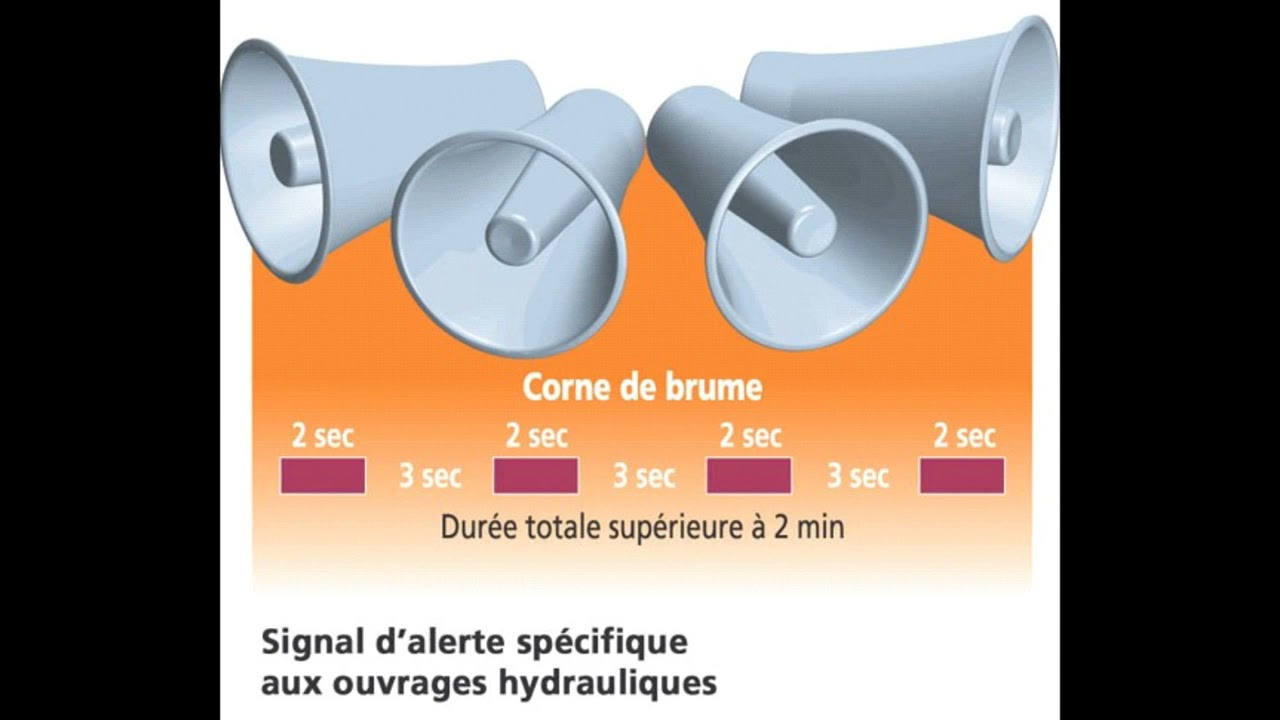 Corne de brume
2 sec 2 sec 2 sec 2 sec
3 sec 3 sec 3 sec
Durée totale supérieure à 2 min
Signal d’alerte spécifique
aux ouvrages hydrauliques